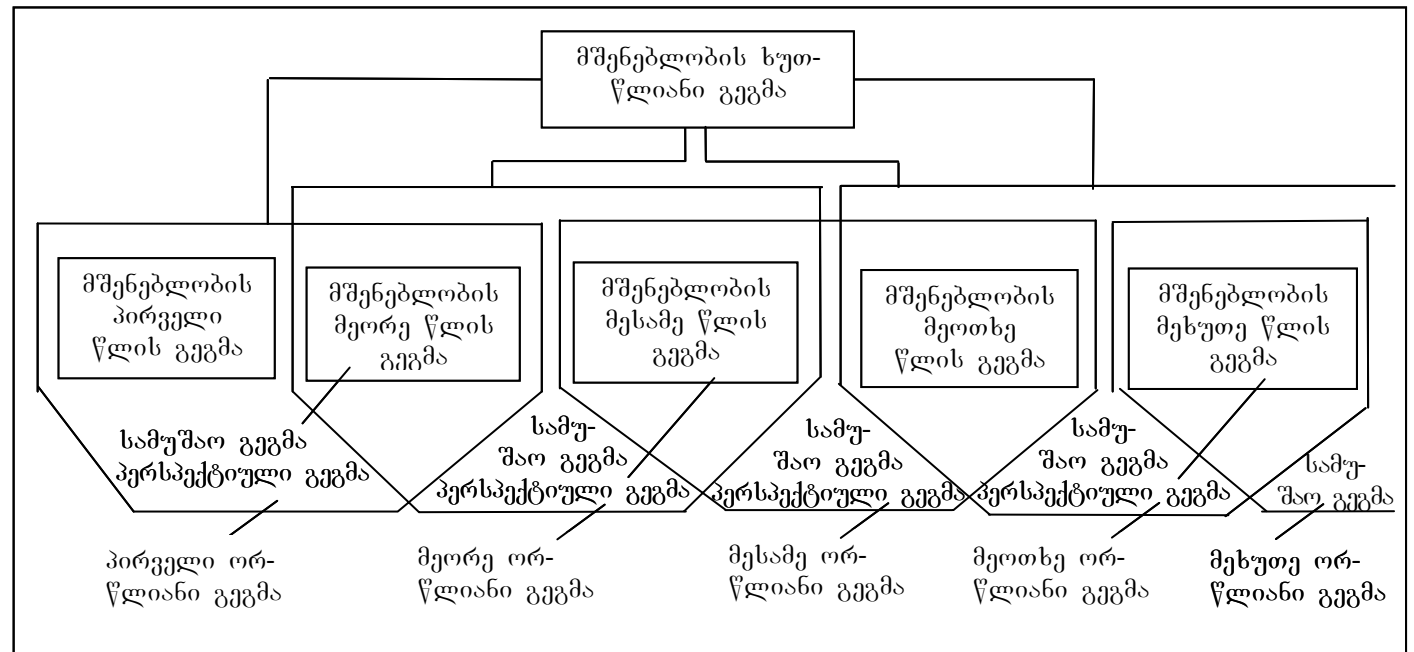 მშენებლობის ხუთ-
წლიანი გეგმა
მშენებლობის
პირველი
წლის გეგმა
მშენებლობის
მეორე წლის
გეგმა
მშენებლობის
მესამე წლის
გეგმა
მშენებლობის
მეოთხე
წლის გეგმა
მშენებლობის
მეხუთე წლის
გეგმა
სამუშაო გეგმა
პერსპექტიული გეგმა
სამუ-
შაო გეგმა
პერსპექტიული გეგმა
სამუ-
შაო გეგმა
პერსპექტიული გეგმა
სამუ-
შაო გეგმა
პერსპექტიული გეგმა
სამუ-
შაო გეგმა
პირველი ორ-
წლიანი გეგმა
მეორე ორ-
წლიანი გეგმა
მესამე ორ-
წლიანი გეგმა
მეოთხე ორ-
წლიანი გეგმა
მეხუთე ორ-
წლიანი გეგმა